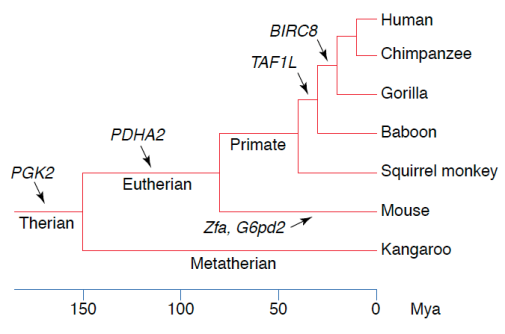 Human
BIRC8
Chimpanzee
TAF1L
Gorilla
PDHA2
Baboon
Primate
PGK2
Squirrel monkey
Eutherian
Mouse
Therian
Zfa, G6pd2
Kangaroo
Metatherian
150 100 50 0 Mya